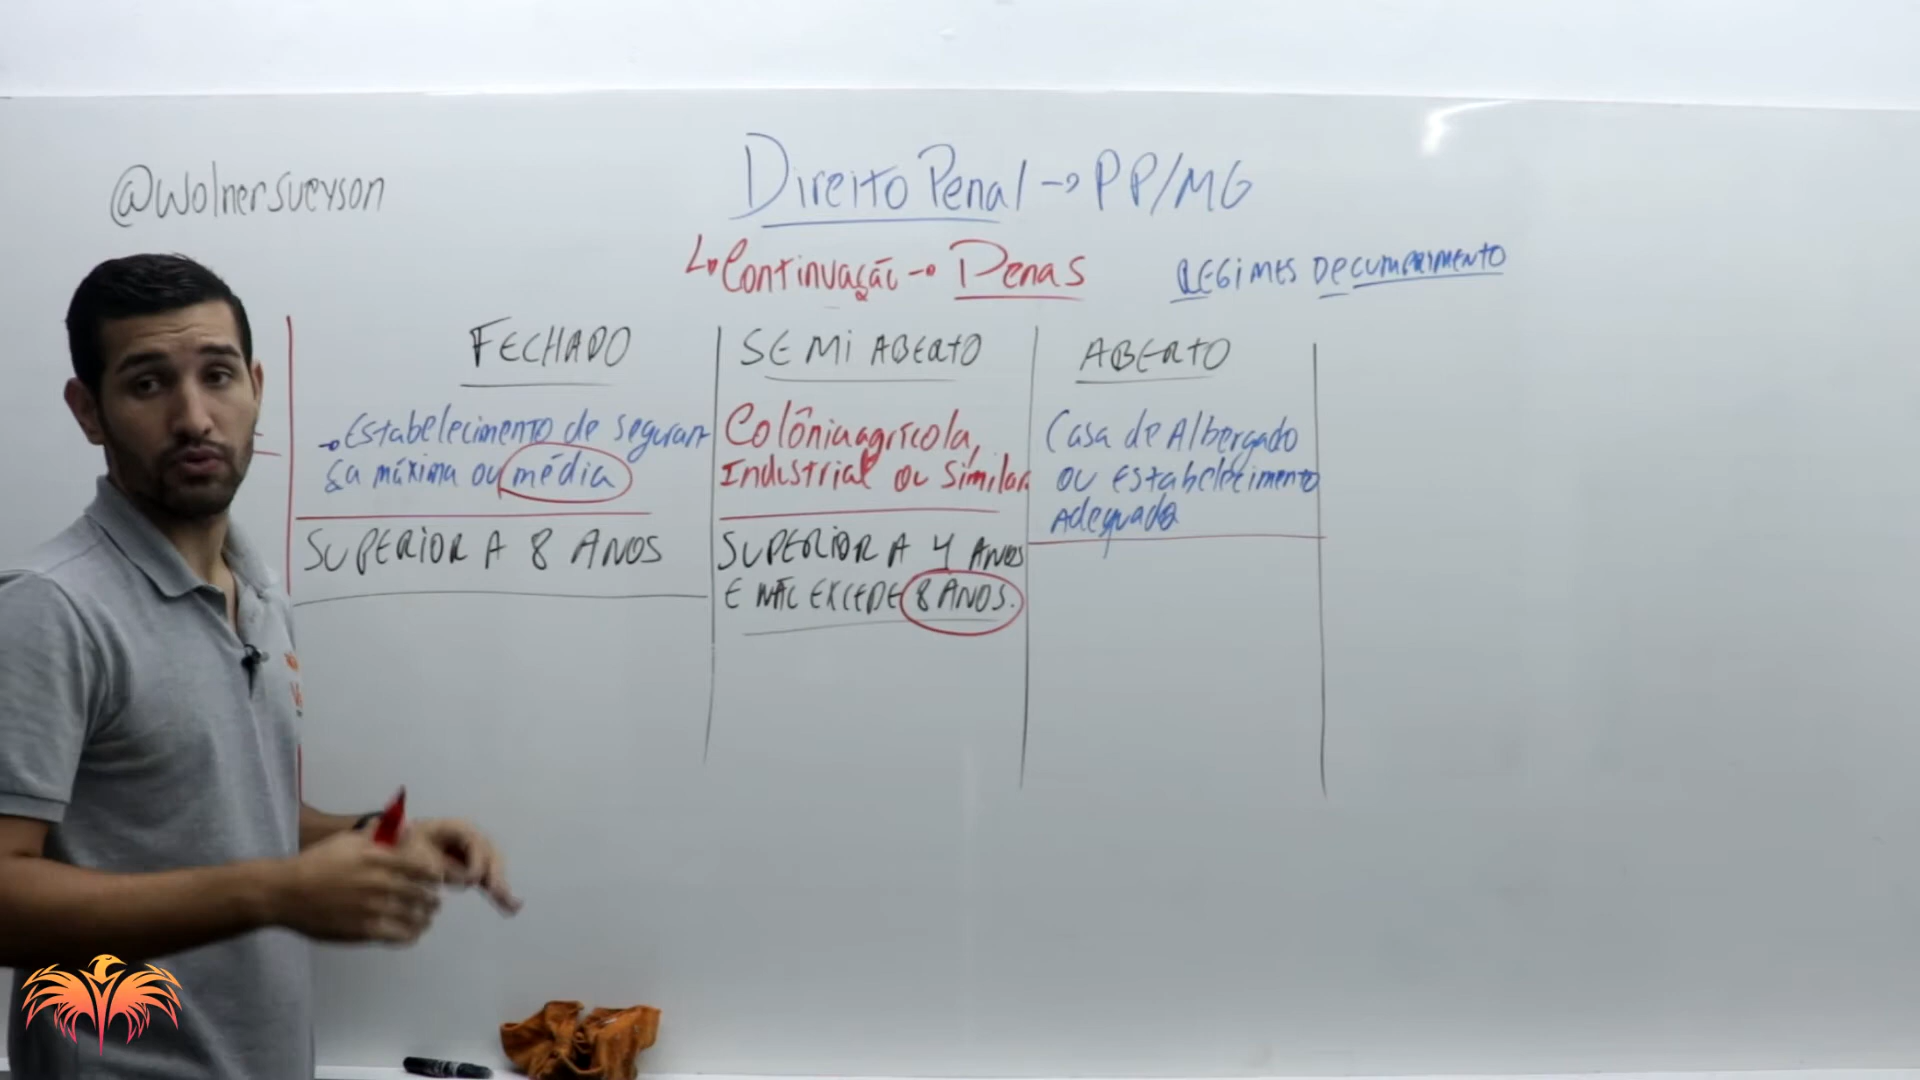 @wolnersueyson
Direito Penal → PP/MG
↳ Continuação → Penas
REGIMES DE CUMPRIMENTO
FECHADO
→ Estabelecimento de seguran
ça máxima ou média
SUPERIOR A 8 ANOS
SEMI ABERTO
Colônia agrícola,
Industrial ou Similar
SUPERIOR A 4 ANOS
E NÃO EXCEDE 8 ANOS.
ABERTO
Casa de Albergado
ou Estabelecimento
Adequado